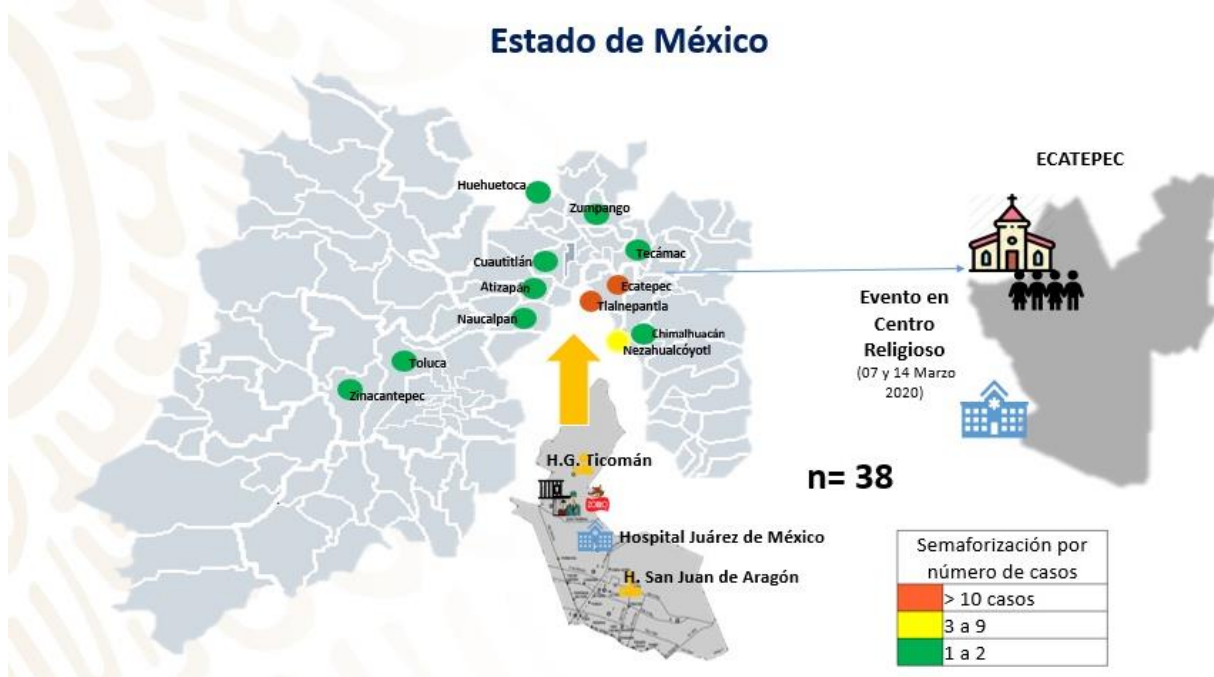 Estado de México
Huehuetoca
Zumpango
Cuautitlán
Tecámac
Atizapán
Ecatepec
Tlalnepantla
Naucalpan
Chimalhuacán
Nezahualcóyotl
Toluca
Zinacantepec
ECATEPEC
Evento en
Centro
Religioso
(07 y 14 Marzo
2020)
H.G. Ticomán
Hospital Juárez de México
H. San Juan de Aragón
n= 38
Semaforización por
número de casos
> 10 casos
3 a 9
1 a 2